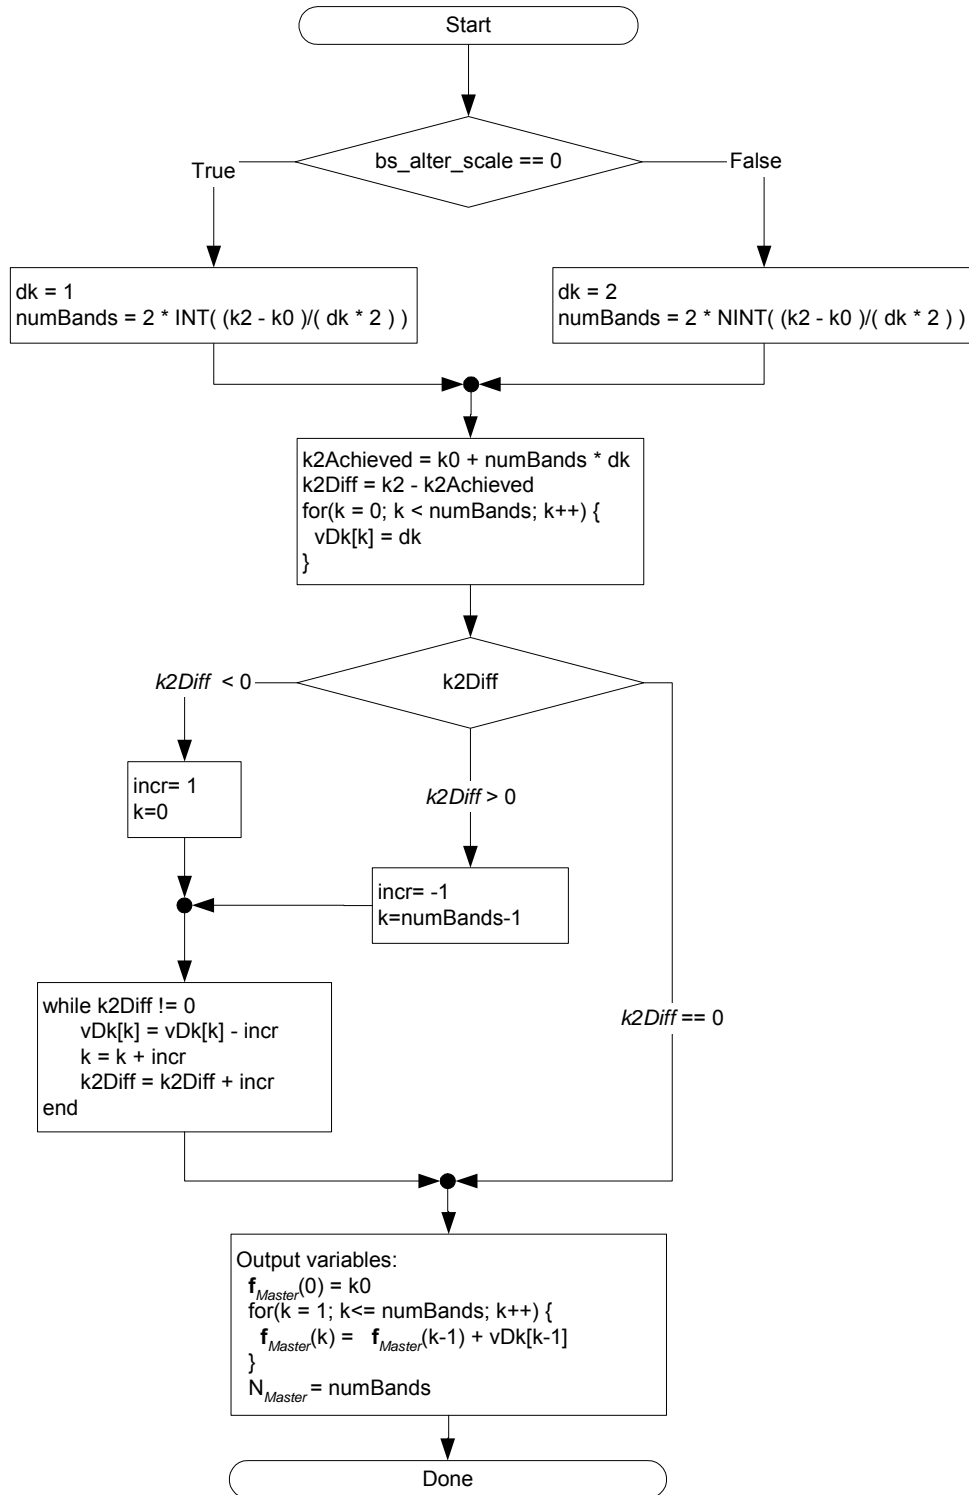 Start
bs_alter_scale == 0
True
False
dk = 1
numBands = 2 * INT( (k2 - k0 )/( dk * 2 ) )
dk = 2
numBands = 2 * NINT( (k2 - k0 )/( dk * 2 ) )
k2Achieved = k0 + numBands * dk
k2Diff = k2 - k2Achieved
for(k = 0; k < numBands; k++) {
vDk[k] = dk
}
k2Diff < 0
k2Diff
incr= 1
k=0
k2Diff > 0
incr= -1
k=numBands-1
while k2Diff != 0
vDk[k] = vDk[k] - incr
k = k + incr
k2Diff = k2Diff + incr
end
k2Diff == 0
Output variables:
fMaster(0) = k0
for(k = 1; k<= numBands; k++) {
fMaster(k) = fMaster(k-1) + vDk[k-1]
}
NMaster = numBands
Done